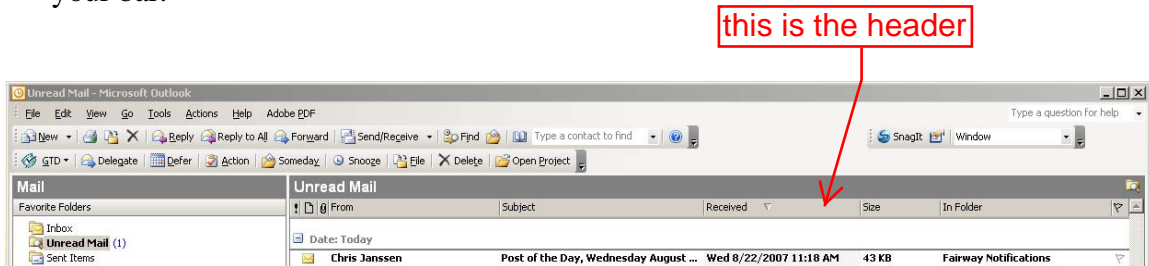 your bar.
this is the header
Unread Mail - Microsoft Outlook
File Edit View Go Tools Actions Help Adobe PDF Type a question for help
New Reply Reply to All Forward Send/Receive Find Type a contact to find SnagIt Window
GTD Delegate Defer Action Someday Snooze File Delete Open Project
Mail Unread Mail
Favorite Folders ! From Subject Received Size In Folder
Inbox
Date: Today
Unread Mail (1)
Sent Items Chris Janssen Post of the Day, Wednesday August ... Wed 8/22/2007 11:18 AM 43 KB Fairway Notifications